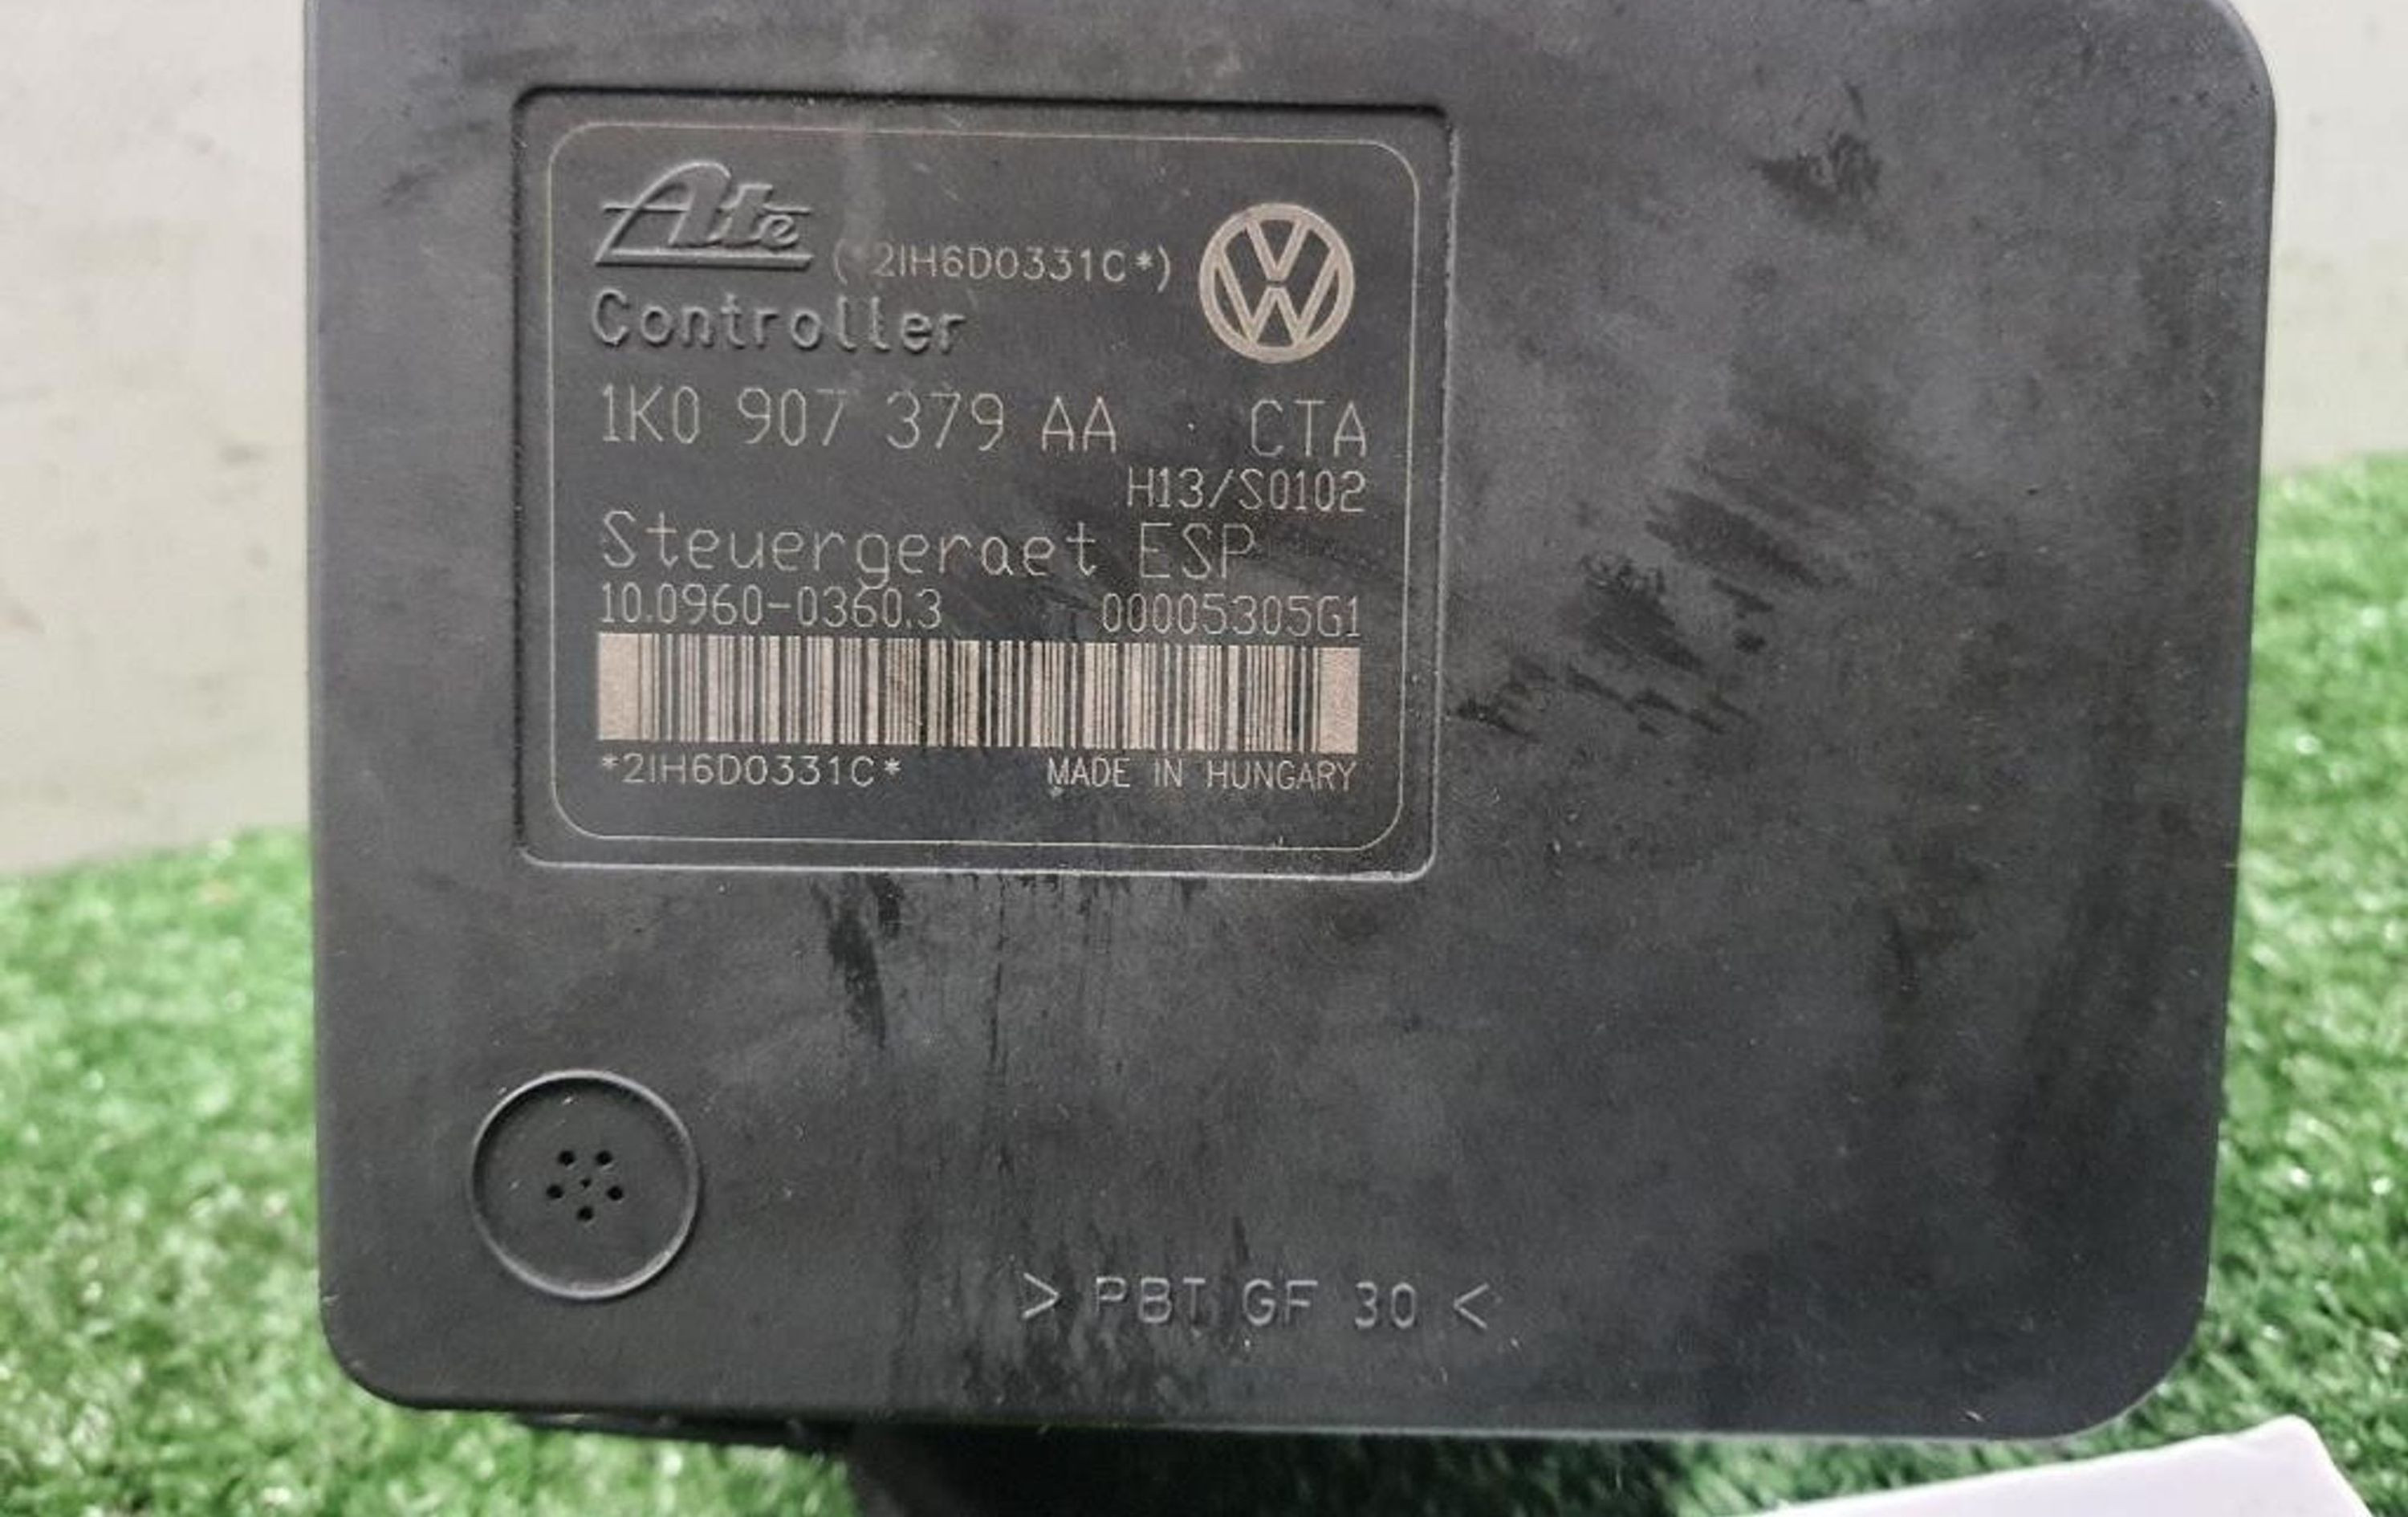 Ate (*2IH6D0331C*)
Controller
1K0 907 379 AA CTA
H13/S0102
Steuergeraet ESP
10.0960-0360.3 00005305G1
*2IH6D0331C* MADE IN HUNGARY
> PBT GF 30 <